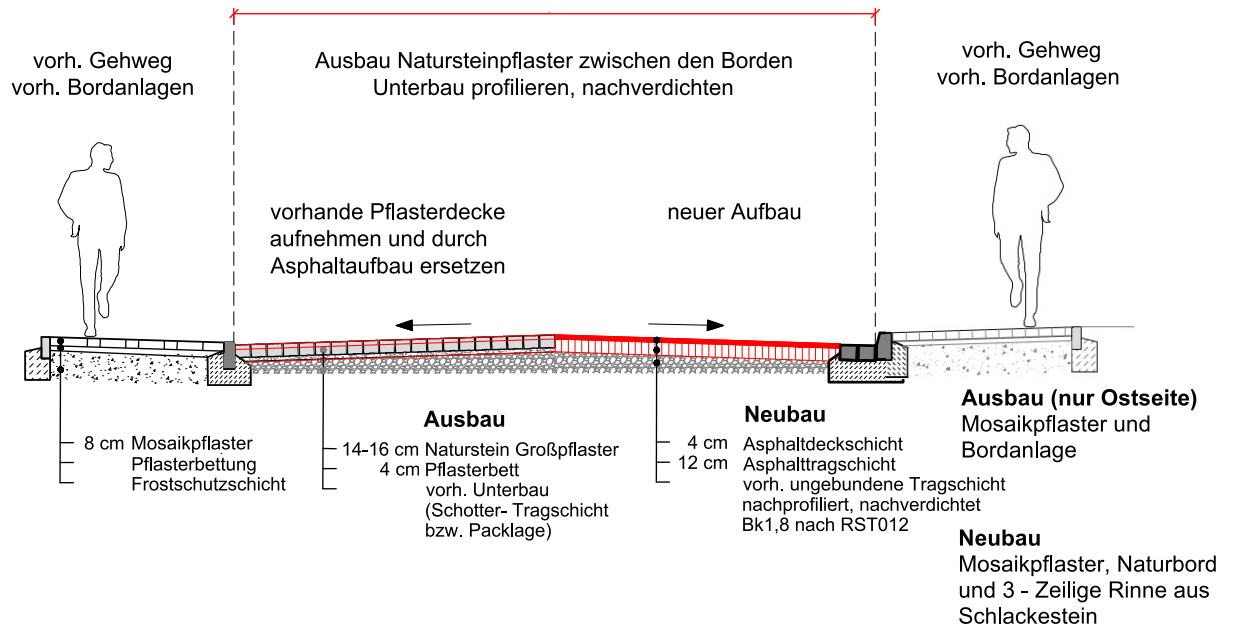 vorh. Gehweg
vorh. Bordanlagen
Ausbau Natursteinpflaster zwischen den Borden
Unterbau profilieren, nachverdichten
vorh. Gehweg
vorh. Bordanlagen
vorhande Pflasterdecke
aufnehmen und durch
Asphaltaufbau ersetzen
neuer Aufbau
8 cm Mosaikpflaster
Pflasterbettung
Frostschutzschicht
Ausbau
14-16 cm Naturstein Großpflaster
4 cm Pflasterbett
vorh. Unterbau
(Schotter- Tragschicht
bzw. Packlage)
Neubau
4 cm Asphaltdeckschicht
12 cm Asphalttragschicht
vorh. ungebundene Tragschicht
nachprofiliert, nachverdichtet
Bk1,8 nach RST012
Ausbau (nur Ostseite)
Mosaikpflaster und
Bordanlage
Neubau
Mosaikpflaster, Naturbord
und 3 - Zeilige Rinne aus
Schlackestein